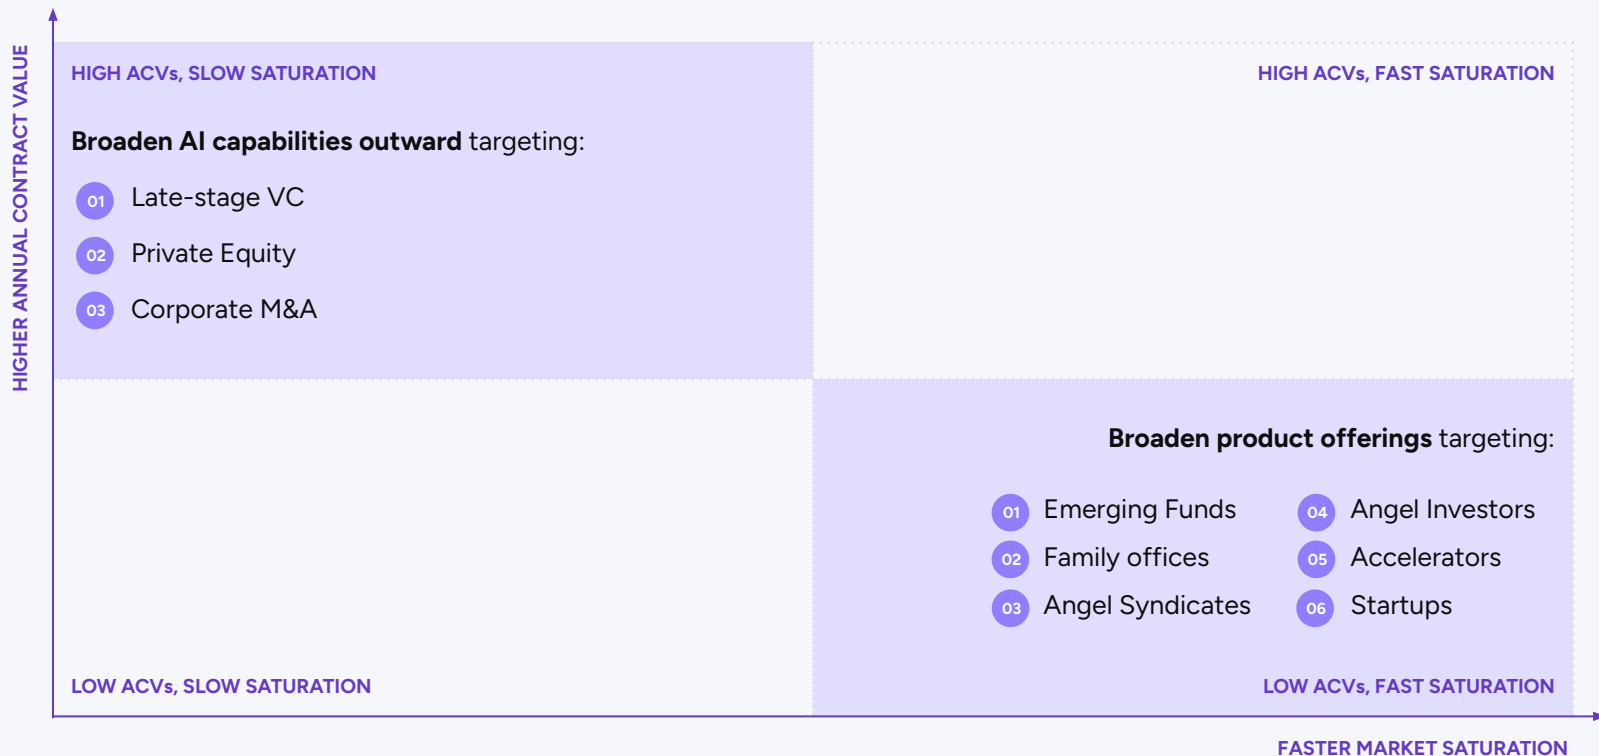 HIGHER ANNUAL CONTRACT VALUE
HIGH ACVs, SLOW SATURATION
Broaden AI capabilities outward targeting:
01 Late-stage VC
02 Private Equity
03 Corporate M&A
HIGH ACVs, FAST SATURATION
LOW ACVs, SLOW SATURATION
Broaden product offerings targeting:
01 Emerging Funds
02 Family offices
03 Angel Syndicates
04 Angel Investors
05 Accelerators
06 Startups
LOW ACVs, FAST SATURATION
FASTER MARKET SATURATION